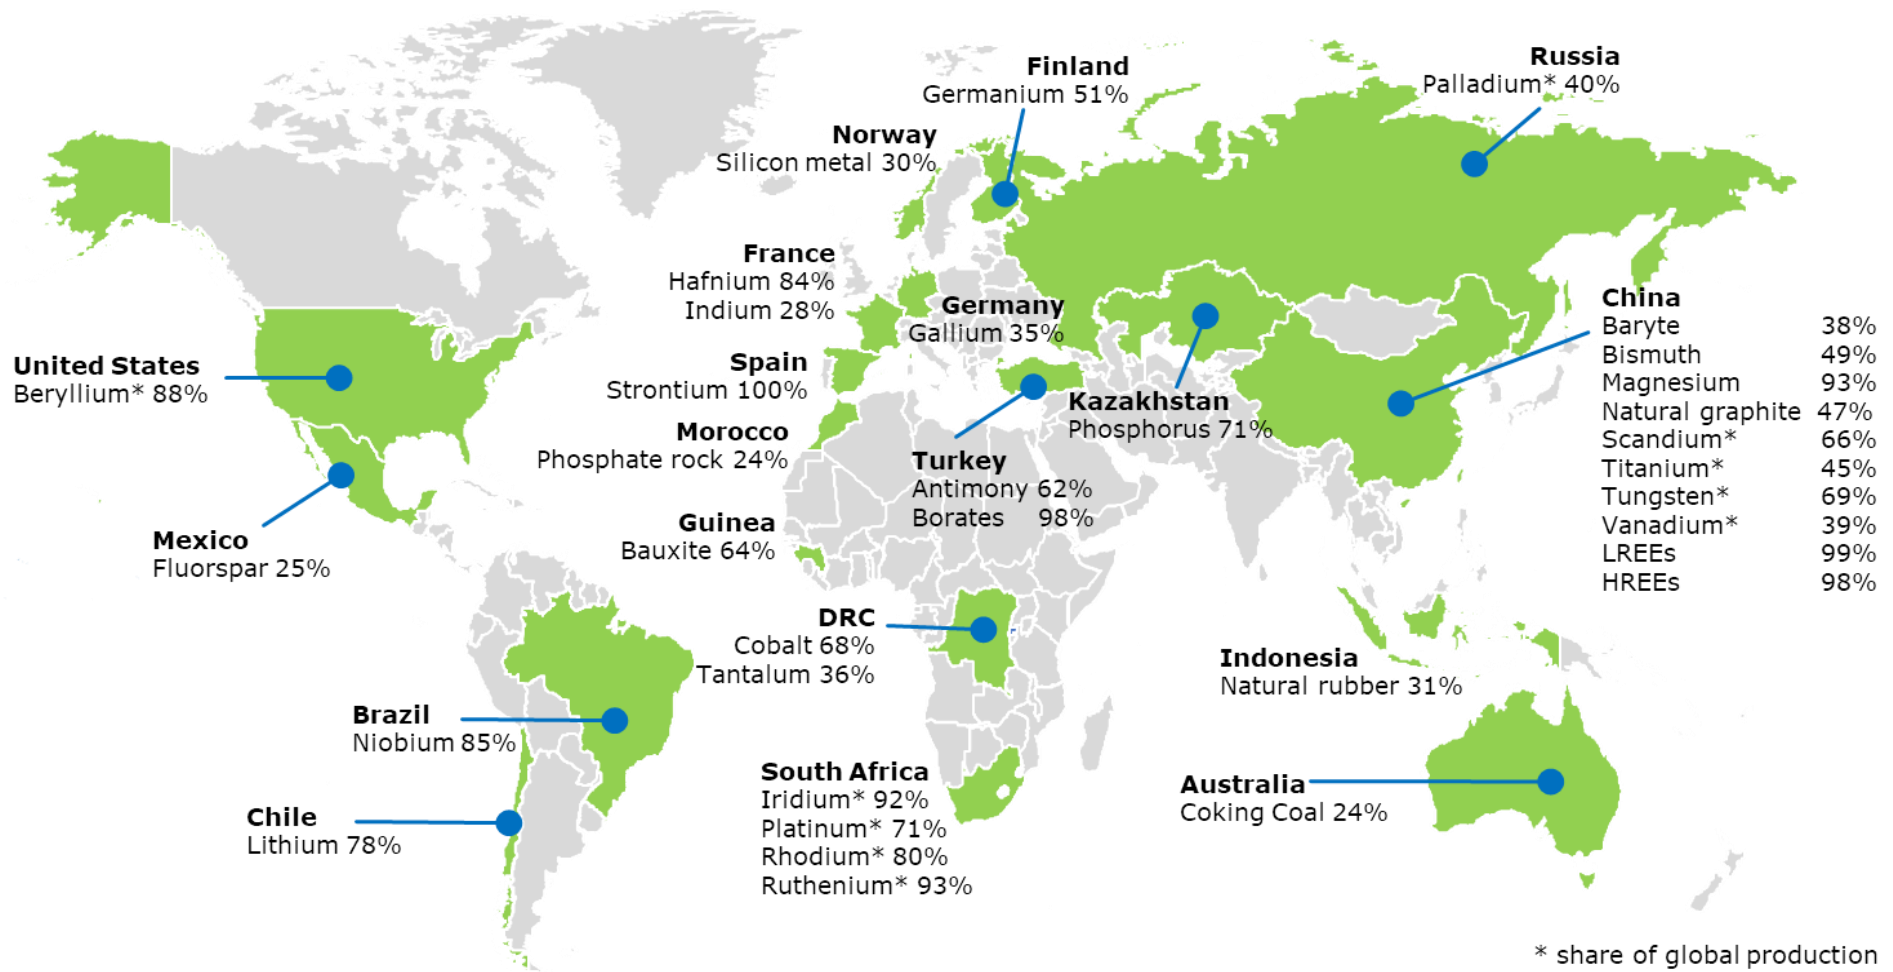 Russia
Palladium* 40%
Finland
Germanium 51%
Norway
Silicon metal 30%
France
Hafnium 84%
Indium 28%
Germany
Gallium 35%
China
Baryte 38%
Bismuth 49%
Magnesium 93%
Natural graphite 47%
Scandium* 66%
Titanium* 45%
Tungsten* 69%
Vanadium* 39%
LREEs 99%
HREEs 98%
United States
Beryllium* 88%
Spain
Strontium 100%
Kazakhstan
Phosphorus 71%
Morocco
Phosphate rock 24%
Turkey
Antimony 62%
Borates 98%
Mexico
Fluorspar 25%
Guinea
Bauxite 64%
DRC
Cobalt 68%
Tantalum 36%
Indonesia
Natural rubber 31%
Brazil
Niobium 85%
South Africa
Iridium* 92%
Platinum* 71%
Rhodium* 80%
Ruthenium* 93%
Australia
Coking Coal 24%
Chile
Lithium 78%
* share of global production